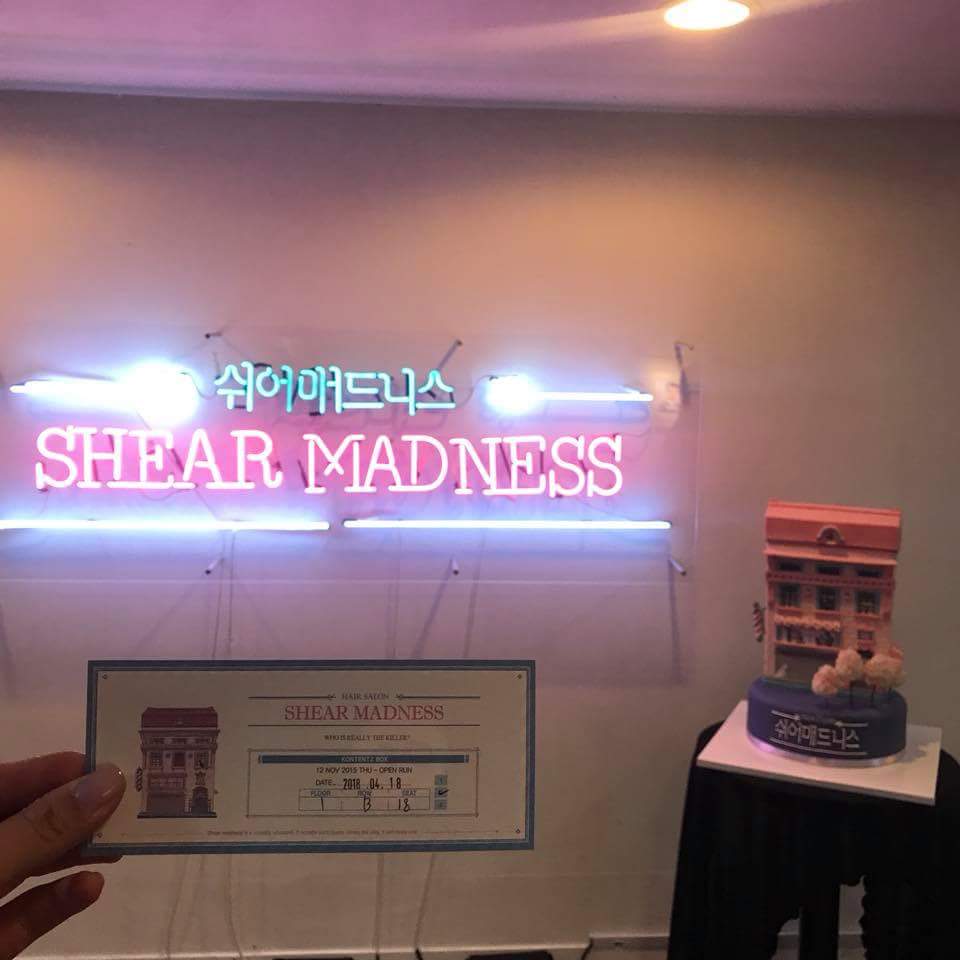 쉬어매드니스
SHEAR MADNESS
HAIR SALON
SHEAR MADNESS
WHO IS REALLY THE KILLER?
KONTENTZ BOX
12 NOV 2015 THU - OPEN RUN
DATE. 2018 .04. 18
FLOOR ROW SEAT
1 B 18
쉬어매드니스